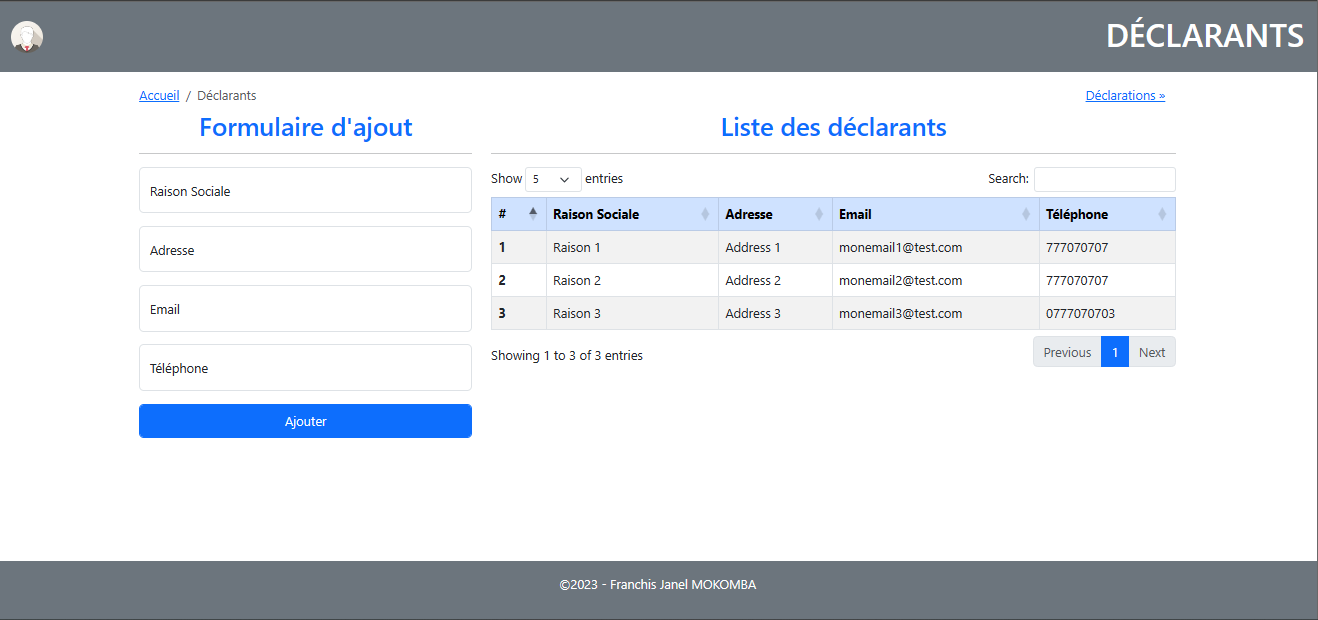 DÉCLARANTS
Accueil / Déclarants
Déclarations »
Formulaire d'ajout
Raison Sociale
Adresse
Email
Téléphone
Ajouter
Liste des déclarants
Show 5 entries
Search:
# Raison Sociale Adresse Email Téléphone
1 Raison 1 Address 1 monemail1@test.com 777070707
2 Raison 2 Address 2 monemail2@test.com 777070707
3 Raison 3 Address 3 monemail3@test.com 0777070703
Showing 1 to 3 of 3 entries
Previous 1 Next
©2023 - Franchis Janel MOKOMBA